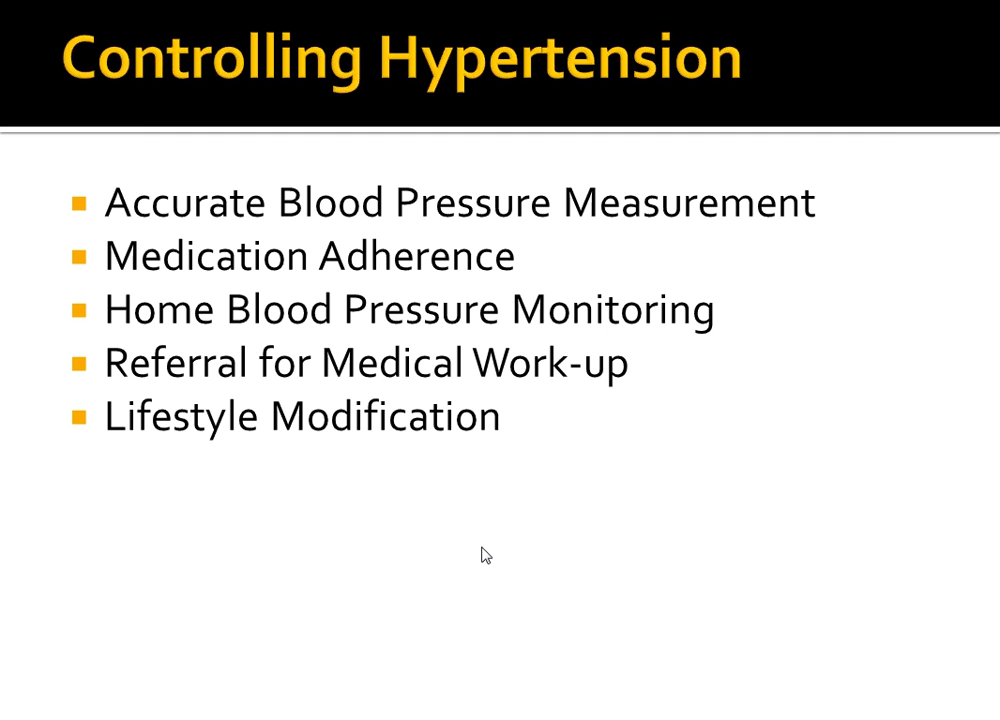 Controlling Hypertension
Accurate Blood Pressure Measurement
Medication Adherence
Home Blood Pressure Monitoring
Referral for Medical Work-up
Lifestyle Modification